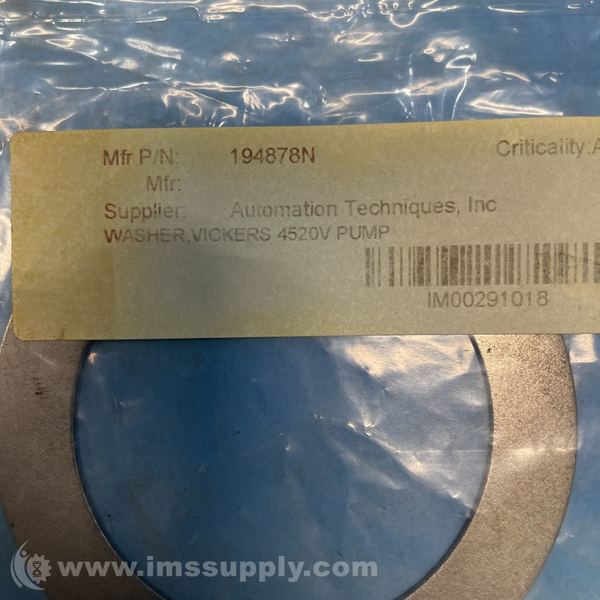 Mfr P/N: 194878N Criticality:A
Mfr:
Supplier: Automation Techniques, Inc.
WASHER,VICKERS 4520V PUMP
IM00291018
www.imssupply.com